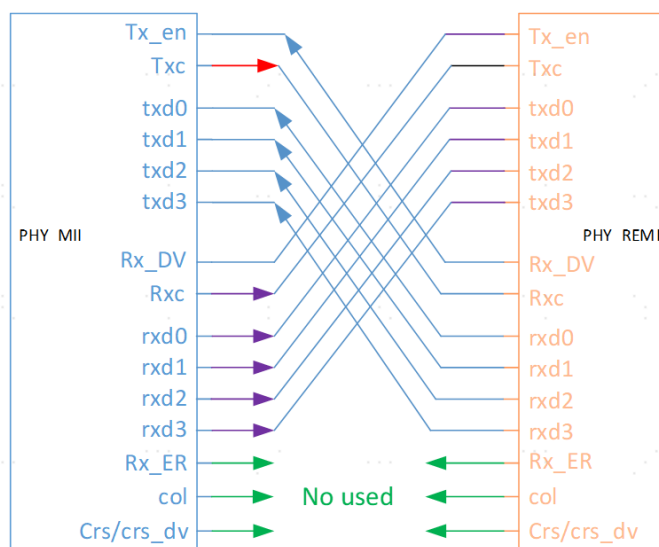 Tx_en Tx_en
Txc Txc
txd0 txd0
txd1 txd1
txd2 txd2
txd3 txd3
PHY MII PHY REMI
Rx_DV Rx_DV
Rxc Rxc
rxd0 rxd0
rxd1 rxd1
rxd2 rxd2
rxd3 rxd3
Rx_ER Rx_ER
col No used col
Crs/crs_dv Crs/crs_dv